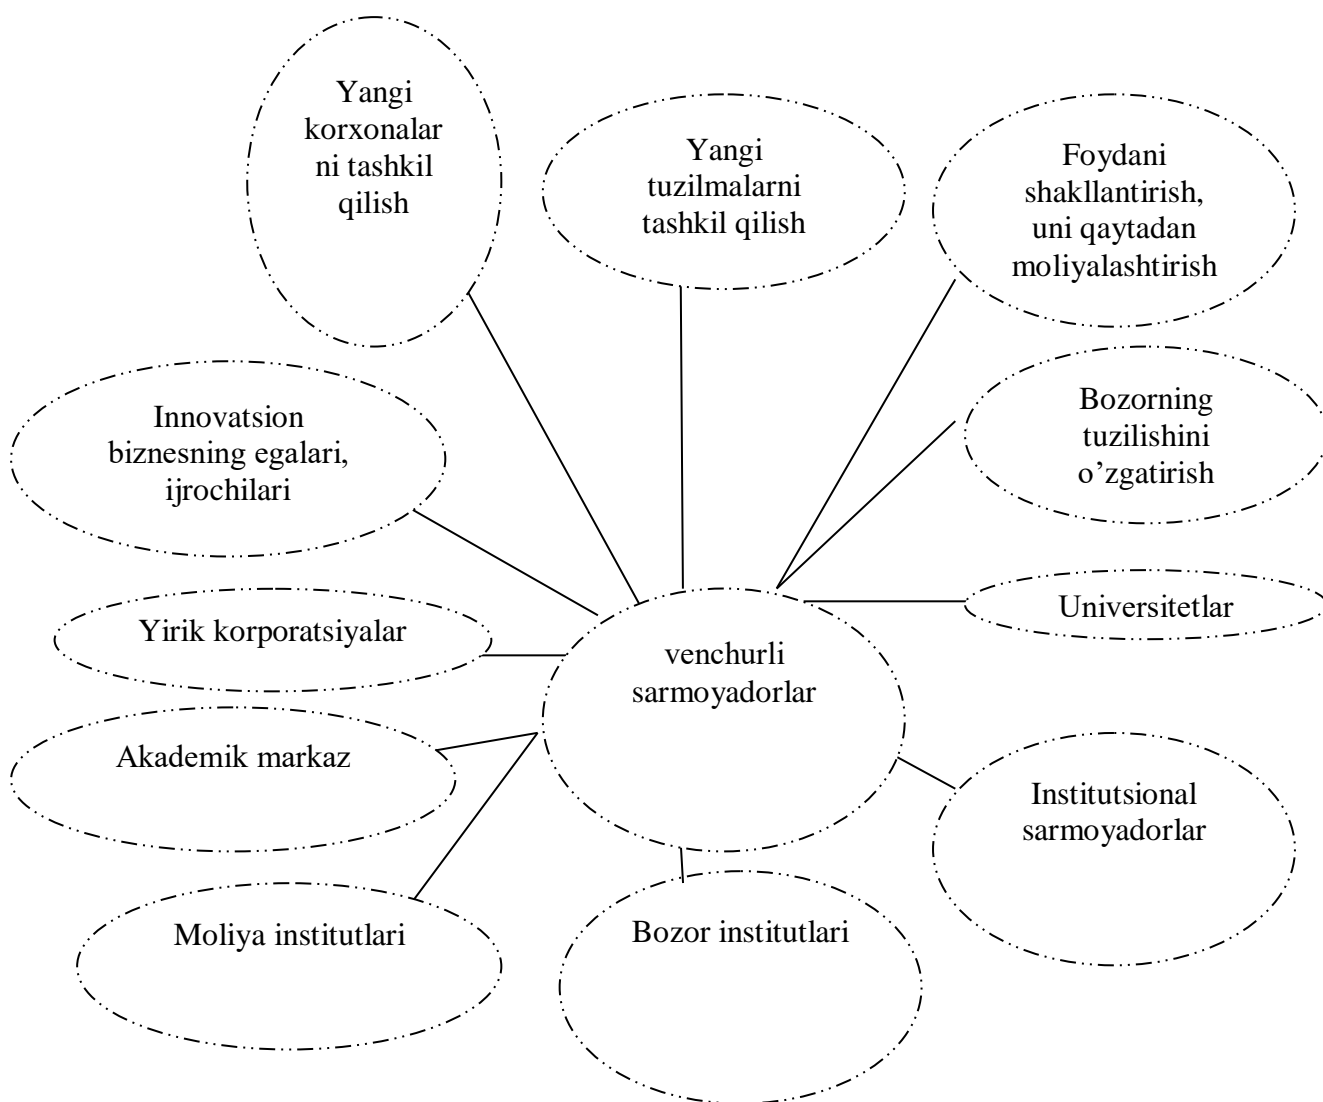 Yangi
korxonalar
ni tashkil
qilish
Yangi
tuzilmalarni
tashkil qilish
Foydani
shakllantirish,
uni qaytadan
moliyalashtirish
Innovatsion
biznesning egalari,
ijrochilari
Bozorning
tuzilishini
o’zgatirish
Yirik korporatsiyalar
venchurli
sarmoyadorlar
Universitetlar
Akademik markaz
Institutsional
sarmoyadorlar
Moliya institutlari
Bozor institutlari